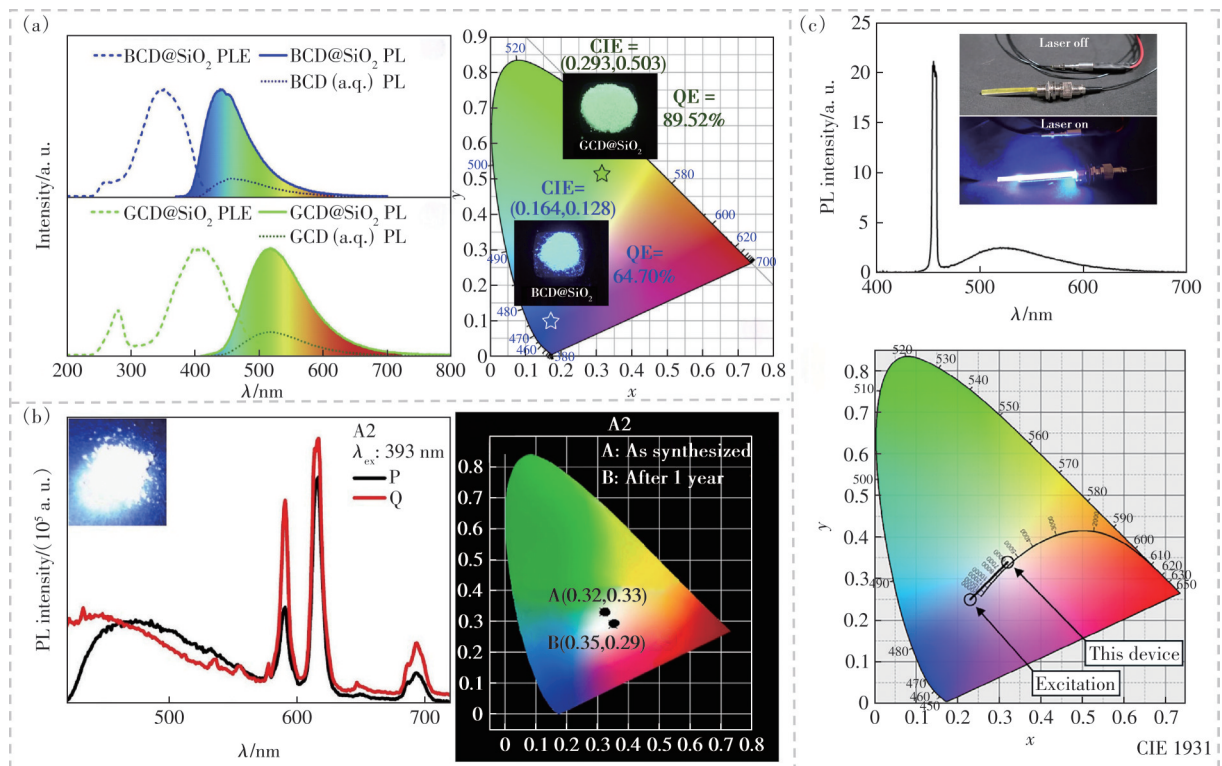 (a)
BCD@SiO₂ PLE
BCD@SiO₂ PL
BCD (a.q.) PL
GCD@SiO₂ PLE
GCD@SiO₂ PL
GCD (a.q.) PL
Intensity/a. u.
200 300 400 500 600 700 800
λ/nm
0.9
0.8
0.7
0.6
0.5
0.4
0.3
0.2
0.1
0
y
520
500
490
480
470
460
380
580
600
620
700
CIE =
(0.293,0.503)
QE =
89.52%
GCD@SiO₂
CIE=
(0.164,0.128)
QE=
64.70%
BCD@SiO₂
0 0.1 0.2 0.3 0.4 0.5 0.6 0.7 0.8
x
(b)
A2
λex: 393 nm
P
Q
PL intensity/(10⁵ a. u.)
500 600 700
λ/nm
A2
A: As synthesized
B: After 1 year
0.8
0.7
0.6
0.5
0.4
0.3
0.2
0.1
0
A(0.32,0.33)
B(0.35,0.29)
0 0.1 0.2 0.3 0.4 0.5 0.6 0.7 0.8
(c)
25
20
15
10
5
0
PL intensity/a. u.
Laser off
Laser on
400 500 600 700
λ/nm
0.8
0.7
0.6
0.5
0.4
0.3
0.2
0.1
0
y
520
530
540
550
560
570
580
590
600
610
620
630
650
510
500
490
480
470
460
450
This device
Excitation
0 0.1 0.2 0.3 0.4 0.5 0.6 0.7
x
CIE 1931